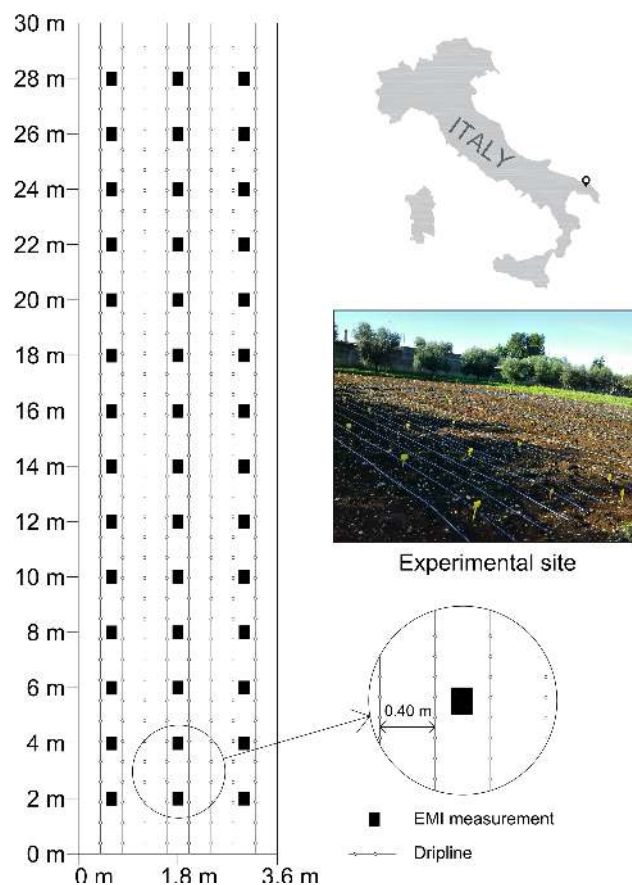 30 m
28 m
26 m
24 m
22 m
20 m
18 m
16 m
14 m
12 m
10 m
8 m
6 m
4 m
2 m
0 m
0 m 1.8 m 3.6 m
ITALY
Experimental site
0.40 m
EMI measurement
Dripline